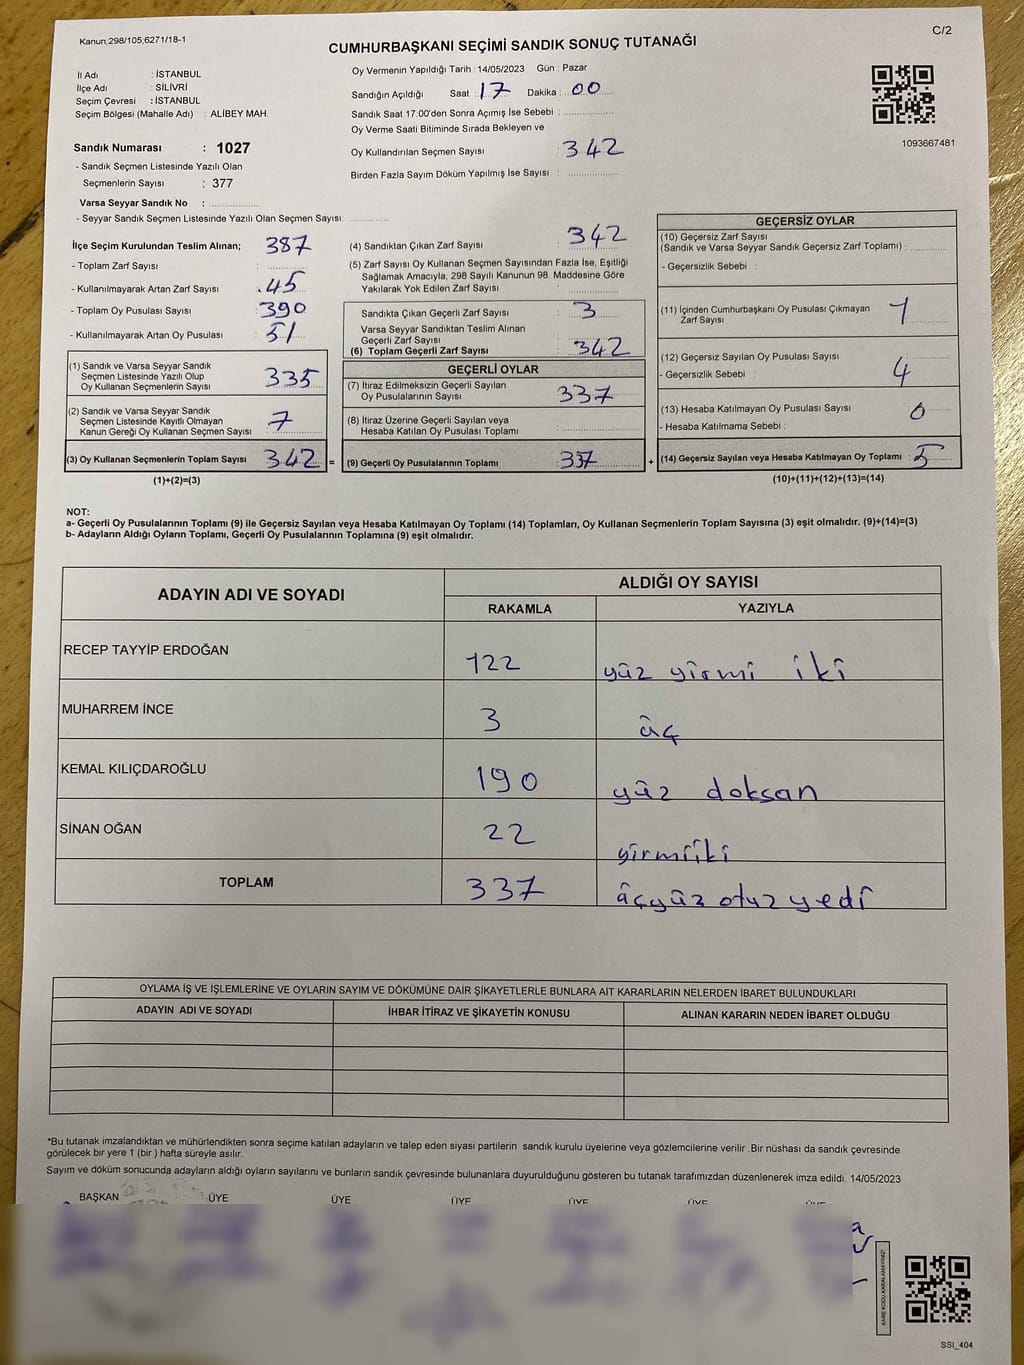 Kanun;298/105;6271/18-1
C/2
CUMHURBAŞKANI SEÇİMİ SANDIK SONUÇ TUTANAĞI
İl Adı : İSTANBUL
İlçe Adı : SİLİVRİ
Seçim Çevresi : İSTANBUL
Seçim Bölgesi (Mahalle Adı) : ALİBEY MAH.
Sandık Numarası : 1027
- Sandık Seçmen Listesinde Yazılı Olan
Seçmenlerin Sayısı : 377
Varsa Seyyar Sandık No :
- Seyyar Sandık Seçmen Listesinde Yazılı Olan Seçmen Sayısı:
Oy Vermenin Yapıldığı Tarih : 14/05/2023 Gün : Pazar
Sandığın Açıldığı Saat : 17 Dakika : 00
Sandık Saat 17:00'den Sonra Açımış İse Sebebi :
Oy Verme Saati Bitiminde Sırada Bekleyen ve
Oy Kullandırılan Seçmen Sayısı : 342
Birden Fazla Sayım Döküm Yapılmış İse Sayısı :
1093667481
İlçe Seçim Kurulundan Teslim Alınan; 387
- Toplam Zarf Sayısı :
- Kullanılmayarak Artan Zarf Sayısı : 45
- Toplam Oy Pusulası Sayısı : 390
- Kullanılmayarak Artan Oy Pusulası : 51
(1) Sandık ve Varsa Seyyar Sandık
Seçmen Listesinde Yazılı Olup
Oy Kullanan Seçmenlerin Sayısı 335
(2) Sandık ve Varsa Seyyar Sandık
Seçmen Listesinde Kayıtlı Olmayan
Kanun Gereği Oy Kullanan Seçmen Sayısı 7
(3) Oy Kullanan Seçmenlerin Toplam Sayısı 342 =
(1)+(2)=(3)
(4) Sandıktan Çıkan Zarf Sayısı : 342
(5) Zarf Sayısı Oy Kullanan Seçmen Sayısından Fazla İse, Eşitliği
Sağlamak Amacıyla; 298 Sayılı Kanunun 98. Maddesine Göre
Yakılarak Yok Edilen Zarf Sayısı :
Sandıkta Çıkan Geçerli Zarf Sayısı : 3
Varsa Seyyar Sandıktan Teslim Alınan
Geçerli Zarf Sayısı :
(6) Toplam Geçerli Zarf Sayısı : 342
GEÇERLİ OYLAR
(7) İtiraz Edilmeksizin Geçerli Sayılan
Oy Pusulalarının Sayısı : 337
(8) İtiraz Üzerine Geçerli Sayılan veya
Hesaba Katılan Oy Pusulası Toplamı :
(9) Geçerli Oy Pusulalarının Toplamı : 337 +
GEÇERSİZ OYLAR
(10) Geçersiz Zarf Sayısı
(Sandık ve Varsa Seyyar Sandık Geçersiz Zarf Toplamı) :
- Geçersizlik Sebebi :
(11) İçinden Cumhurbaşkanı Oy Pusulası Çıkmayan
Zarf Sayısı : 1
(12) Geçersiz Sayılan Oy Pusulası Sayısı : 4
- Geçersizlik Sebebi :
(13) Hesaba Katılmayan Oy Pusulası Sayısı : 0
- Hesaba Katılmama Sebebi :
(14) Geçersiz Sayılan veya Hesaba Katılmayan Oy Toplamı : 5
(10)+(11)+(12)+(13)=(14)
NOT:
a- Geçerli Oy Pusulalarının Toplamı (9) ile Geçersiz Sayılan veya Hesaba Katılmayan Oy Toplamı (14) Toplamları, Oy Kullanan Seçmenlerin Toplam Sayısına (3) eşit olmalıdır. (9)+(14)=(3)
b- Adayların Aldığı Oyların Toplamı, Geçerli Oy Pusulalarının Toplamına (9) eşit olmalıdır.
ADAYIN ADI VE SOYADI ALDIĞI OY SAYISI
RAKAMLA YAZIYLA
RECEP TAYYİP ERDOĞAN 122 yüz yirmi iki
MUHARREM İNCE 3 üç
KEMAL KILIÇDAROĞLU 190 yüz doksan
SİNAN OĞAN 22 yirmiiki
TOPLAM 337 üçyüz otuz yedi
OYLAMA İŞ VE İŞLEMLERİNE VE OYLARIN SAYIM VE DÖKÜMÜNE DAİR ŞİKAYETLERLE BUNLARA AİT KARARLARIN NELERDEN İBARET BULUNDUKLARI
ADAYIN ADI VE SOYADI İHBAR İTİRAZ VE ŞİKAYETİN KONUSU ALINAN KARARIN NEDEN İBARET OLDUĞU
*Bu tutanak imzalandıktan ve mühürlendikten sonra seçime katılan adayların ve talep eden siyasi partilerin sandık kurulu üyelerine veya gözlemcilerine verilir. Bir nüshası da sandık çevresinde
görülecek bir yere 1 (bir ) hafta süreyle asılır.
Sayım ve döküm sonucunda adayların aldığı oyların sayılarını ve bunların sandık çevresinde bulunanlara duyurulduğunu gösteren bu tutanak tarafımızdan düzenlenerek imza edildi. 14/05/2023
BAŞKAN ÜYE ÜYE ÜYE ÜYE ÜYE ÜYE
KARE KODU KARALAMAYINIZ!
SSI_404